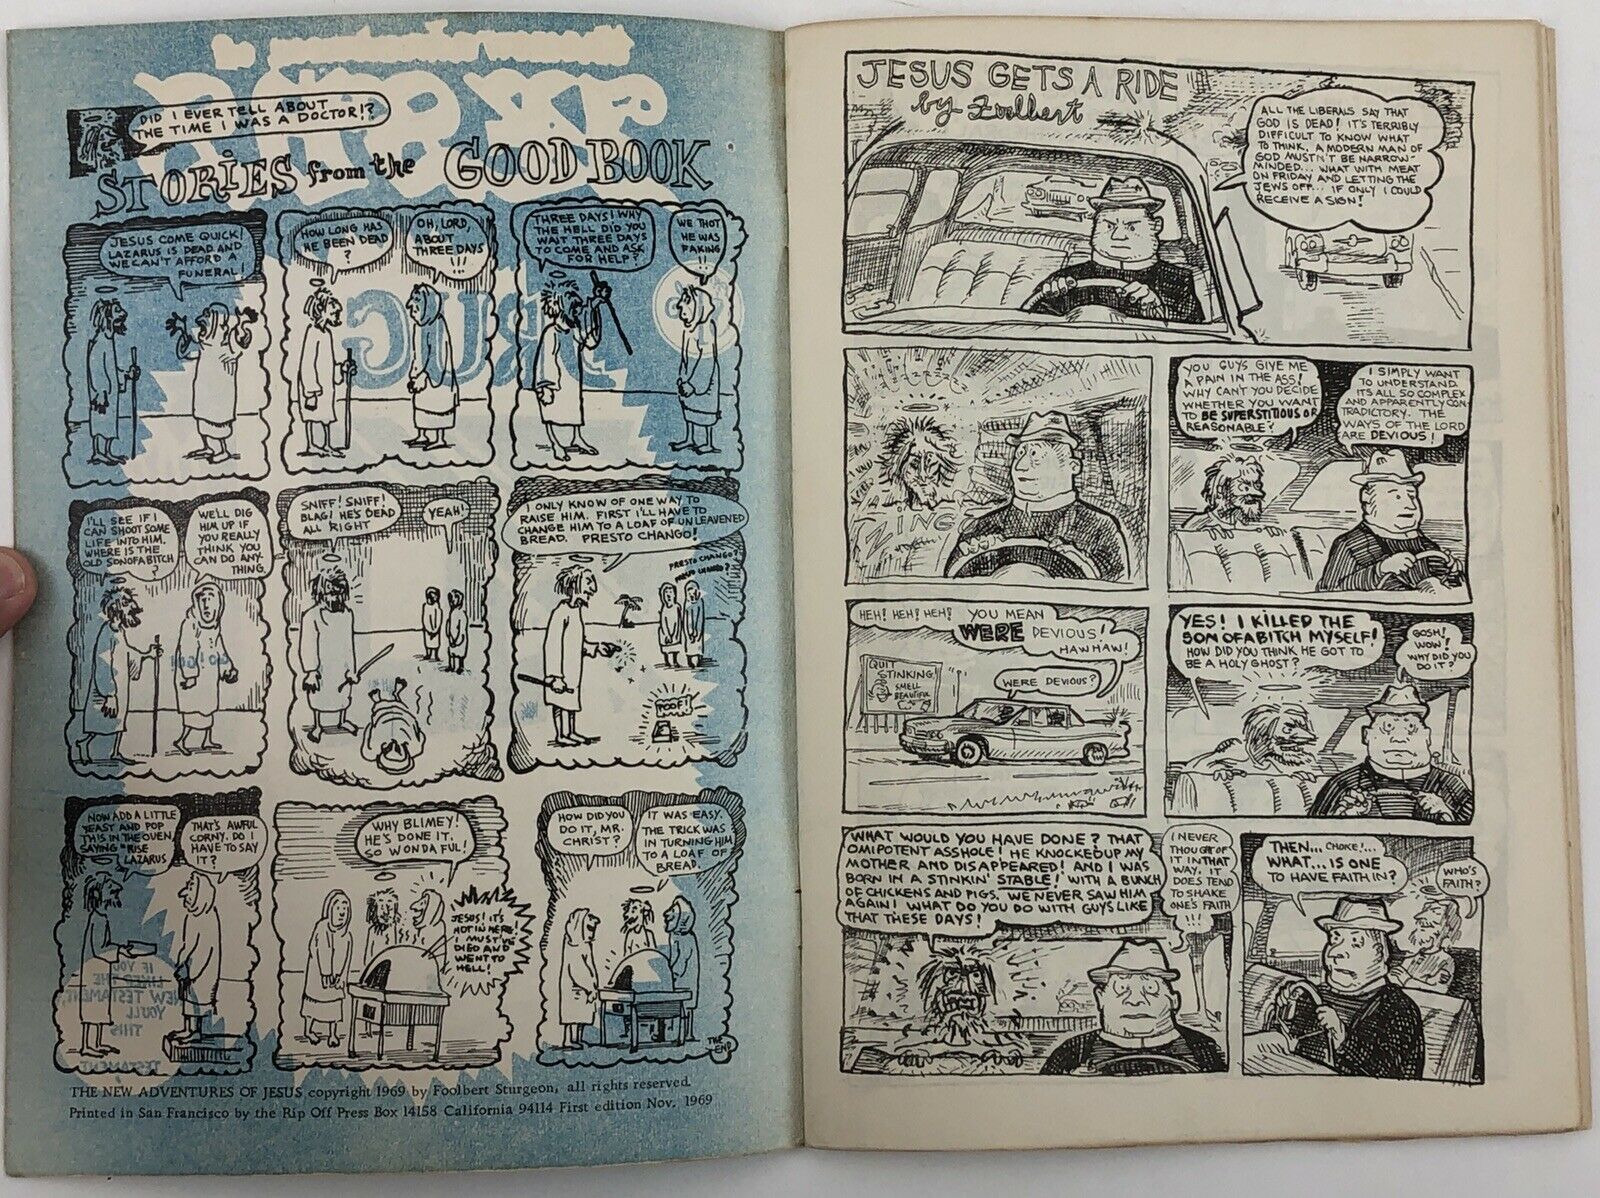 DID I EVER TELL ABOUT
THE TIME I WAS A DOCTOR!?
STORIES from the GOOD BOOK
JESUS COME QUICK!
LAZARUS IS DEAD AND
WE CAN'T AFFORD A
FUNERAL!
HOW LONG HAS
HE BEEN DEAD
?
OH, LORD,
ABOUT
THREE DAYS
!!!
THREE DAYS! WHY
THE HELL DID YOU
WAIT THREE DAYS
TO COME AND ASK
FOR HELP?
WE THOT
HE WAS
FAKING
!!
I'LL SEE IF I
CAN SHOOT SOME
LIFE INTO HIM.
WHERE IS THE
OLD SONOFABITCH
?
WE'LL DIG
HIM UP IF
YOU REALLY
THINK YOU
CAN DO ANY-
THING.
SNIFF! SNIFF!
BLAG! HE'S DEAD
ALL RIGHT
YEAH!
I ONLY KNOW OF ONE WAY TO
RAISE HIM. FIRST I'LL HAVE TO
CHANGE HIM TO A LOAF OF UNLEAVENED
BREAD. PRESTO CHANGO!
PRESTO CHANGO?
PRESTO CHANGO?
POOF!
NOW ADD A LITTLE
YEAST AND POP
THIS IN THE OVEN,
SAYING "RISE
LAZARUS
THAT'S AWFUL
CORNY. DO I
HAVE TO SAY
IT?
WHY BLIMEY!
HE'S DONE IT.
SO WONDAFUL!
JESUS! IT'S
HOT IN HERE!
I MUST'VE
DIED AND
WENT TO
HELL!
HOW DID YOU
DO IT, MR.
CHRIST?
IT WAS EASY.
THE TRICK WAS
IN TURNING HIM
TO A LOAF OF
BREAD.
THE
END
THE NEW ADVENTURES OF JESUS copyright 1969 by Foolbert Sturgeon, all rights reserved.
Printed in San Francisco by the Rip Off Press Box 14158 California 94114 First edition Nov. 1969
JESUS GETS A RIDE
by Foolbert
ALL THE LIBERALS SAY THAT
GOD IS DEAD! IT'S TERRIBLY
DIFFICULT TO KNOW WHAT
TO THINK. A MODERN MAN OF
GOD MUSTN'T BE NARROW-
MINDED... WHAT WITH MEAT
ON FRIDAY AND LETTING THE
JEWS OFF... IF ONLY I COULD
RECEIVE A SIGN!
ZING
YOU GUYS GIVE ME
A PAIN IN THE ASS!
WHY CAN'T YOU DECIDE
WHETHER YOU WANT
TO BE SUPERSTITIOUS OR
REASONABLE?
I SIMPLY WANT
TO UNDERSTAND.
ITS ALL SO COMPLEX
AND APPARENTLY CON-
TRADICTORY. THE
WAYS OF THE LORD
ARE DEVIOUS!
HEH! HEH! HEH! YOU MEAN
WERE DEVIOUS!
HAW HAW!
WERE DEVIOUS?
QUIT
STINKING!
SMELL
BEAUTIFUL
YES! I KILLED THE
SON OF A BITCH MYSELF!
HOW DID YOU THINK HE GOT TO
BE A HOLY GHOST?
GOSH!
WOW!
WHY DID YOU
DO IT?
WHAT WOULD YOU HAVE DONE? THAT
OMIPOTENT ASSHOLE! HE KNOCKED UP MY
MOTHER AND DISAPPEARED! AND I WAS
BORN IN A STINKIN' STABLE! WITH A BUNCH
OF CHICKENS AND PIGS. WE NEVER SAW HIM
AGAIN! WHAT DO YOU DO WITH GUYS LIKE
THAT THESE DAYS!
I NEVER
THOUGHT OF
IT IN THAT
WAY. IT
DOES TEND
TO SHAKE
ONE'S FAITH
!!!
THEN... CHOKE!...
WHAT... IS ONE
TO HAVE FAITH IN?
WHO'S
FAITH?